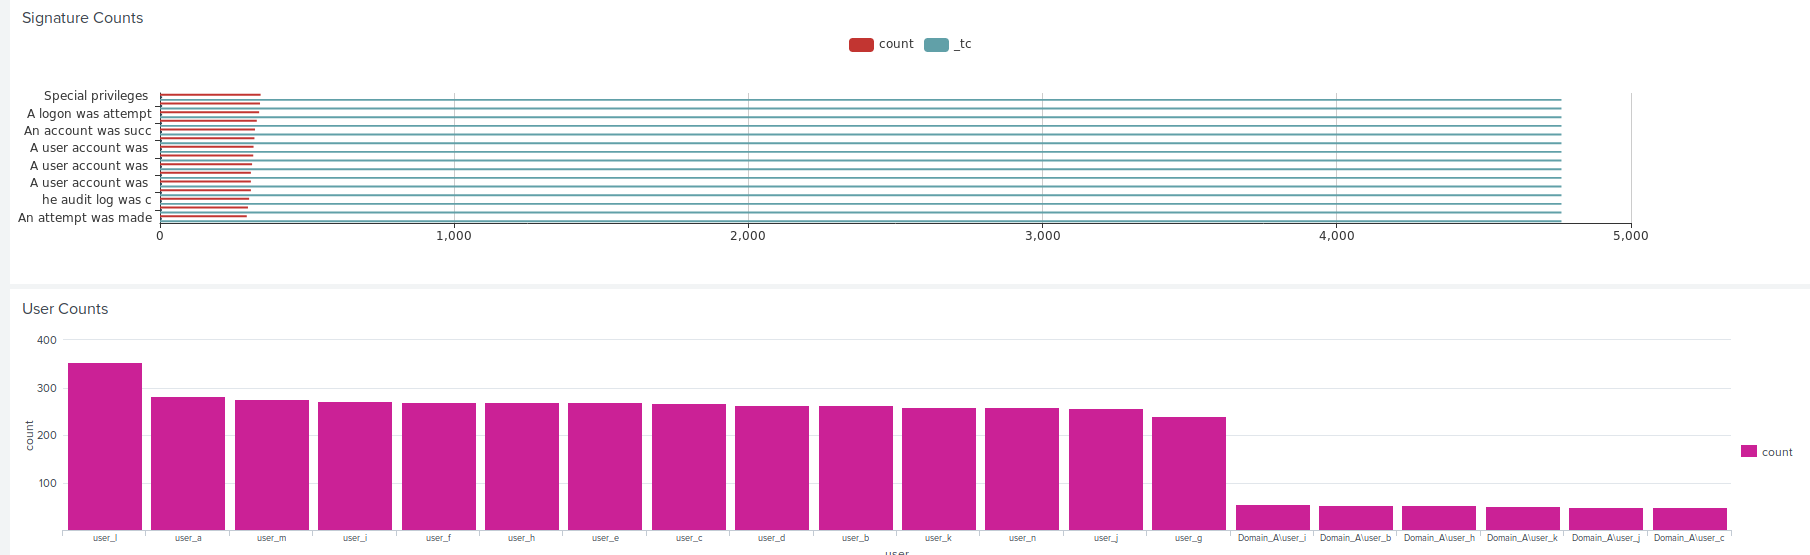 Signature Counts
count _tc
Special privileges
A logon was attempt
An account was succ
A user account was
A user account was
A user account was
he audit log was c
An attempt was made
0 1,000 2,000 3,000 4,000 5,000
User Counts
400
300
200
100
count
count
user_l user_a user_m user_i user_f user_h user_e user_c user_d user_b user_k user_n user_j user_g Domain_A\user_i Domain_A\user_b Domain_A\user_h Domain_A\user_k Domain_A\user_j Domain_A\user_c
user